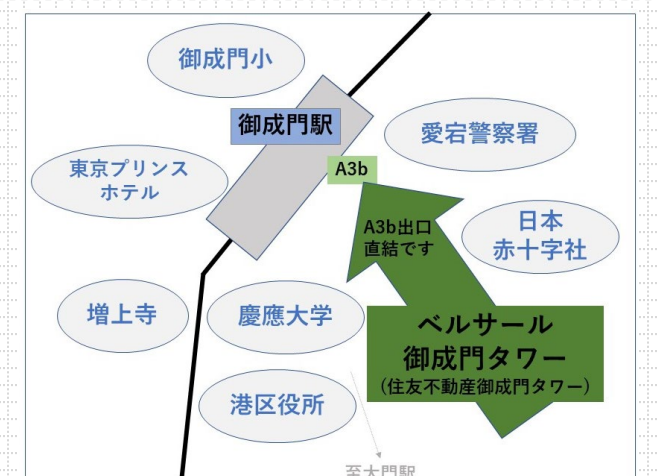 御成門小
御成門駅
愛宕警察署
東京プリンス
ホテル
A3b
A3b出口
直結です
日本
赤十字社
増上寺
慶應大学
ベルサール
御成門タワー
(住友不動産御成門タワー)
港区役所
至大門駅